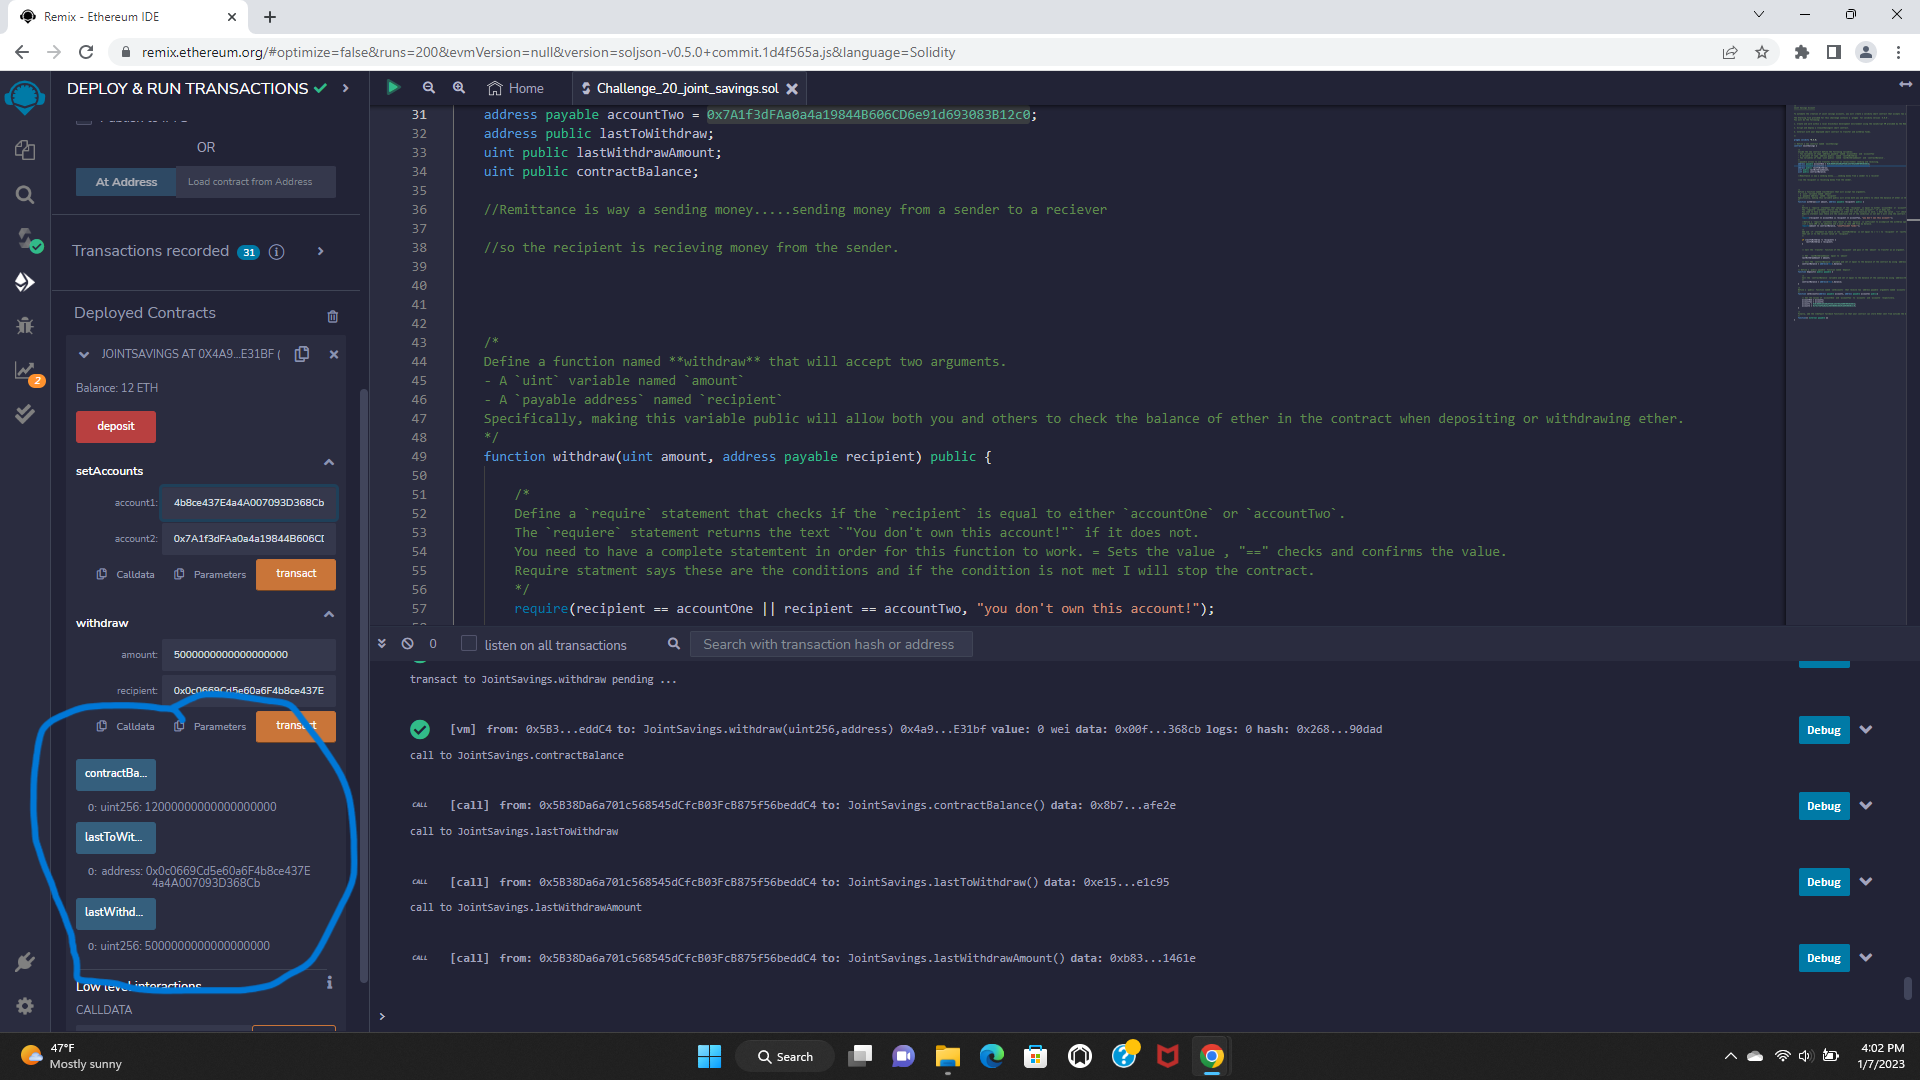 Remix - Ethereum IDE
remix.ethereum.org/#optimize=false&runs=200&evmVersion=null&version=soljson-v0.5.0+commit.1d4f565a.js&language=Solidity
DEPLOY & RUN TRANSACTIONS
OR
At Address Load contract from Address
Transactions recorded 31
Deployed Contracts
JOINTSAVINGS AT 0X4A9...E31BF (
Balance: 12 ETH
deposit
setAccounts
account1: 4b8ce437E4a4A007093D368Cb
account2: 0x7A1f3dFAa0a4a19844B606CD
Calldata Parameters transact
withdraw
amount: 5000000000000000000
recipient: 0x0c0669Cd5e60a6F4b8ce437E
Calldata Parameters transact
contractBa...
0: uint256: 12000000000000000000
lastToWit...
0: address: 0x0c0669Cd5e60a6F4b8ce437E
4a4A007093D368Cb
lastWithd...
0: uint256: 5000000000000000000
Low level interactions
CALLDATA
2
Home Challenge_20_joint_savings.sol
31 address payable accountTwo = 0x7A1f3dFAa0a4a19844B606CD6e91d693083B12c0;
32 address public lastToWithdraw;
33 uint public lastWithdrawAmount;
34 uint public contractBalance;
35
36 //Remittance is way a sending money.....sending money from a sender to a reciever
37
38 //so the recipient is recieving money from the sender.
39
40
41
42
43 /*
44 Define a function named **withdraw** that will accept two arguments.
45 - A `uint` variable named `amount`
46 - A `payable address` named `recipient`
47 Specifically, making this variable public will allow both you and others to check the balance of ether in the contract when depositing or withdrawing ether.
48 */
49 function withdraw(uint amount, address payable recipient) public {
50
51 /*
52 Define a `require` statement that checks if the `recipient` is equal to either `accountOne` or `accountTwo`.
53 The `requiere` statement returns the text `"You don't own this account!"` if it does not.
54 You need to have a complete statemtent in order for this function to work. = Sets the value , "==" checks and confirms the value.
55 Require statment says these are the conditions and if the condition is not met I will stop the contract.
56 */
57 require(recipient == accountOne || recipient == accountTwo, "you don't own this account!");
0 listen on all transactions Search with transaction hash or address
transact to JointSavings.withdraw pending ...
[vm] from: 0x5B3...eddC4 to: JointSavings.withdraw(uint256,address) 0x4a9...E31bf value: 0 wei data: 0x00f...368cb logs: 0 hash: 0x268...90dad Debug
call to JointSavings.contractBalance
CALL [call] from: 0x5B38Da6a701c568545dCfcB03FcB875f56beddC4 to: JointSavings.contractBalance() data: 0x8b7...afe2e Debug
call to JointSavings.lastToWithdraw
CALL [call] from: 0x5B38Da6a701c568545dCfcB03FcB875f56beddC4 to: JointSavings.lastToWithdraw() data: 0xe15...e1c95 Debug
call to JointSavings.lastWithdrawAmount
CALL [call] from: 0x5B38Da6a701c568545dCfcB03FcB875f56beddC4 to: JointSavings.lastWithdrawAmount() data: 0xb83...1461e Debug
>
47°F
Mostly sunny
Search
4:02 PM
1/7/2023